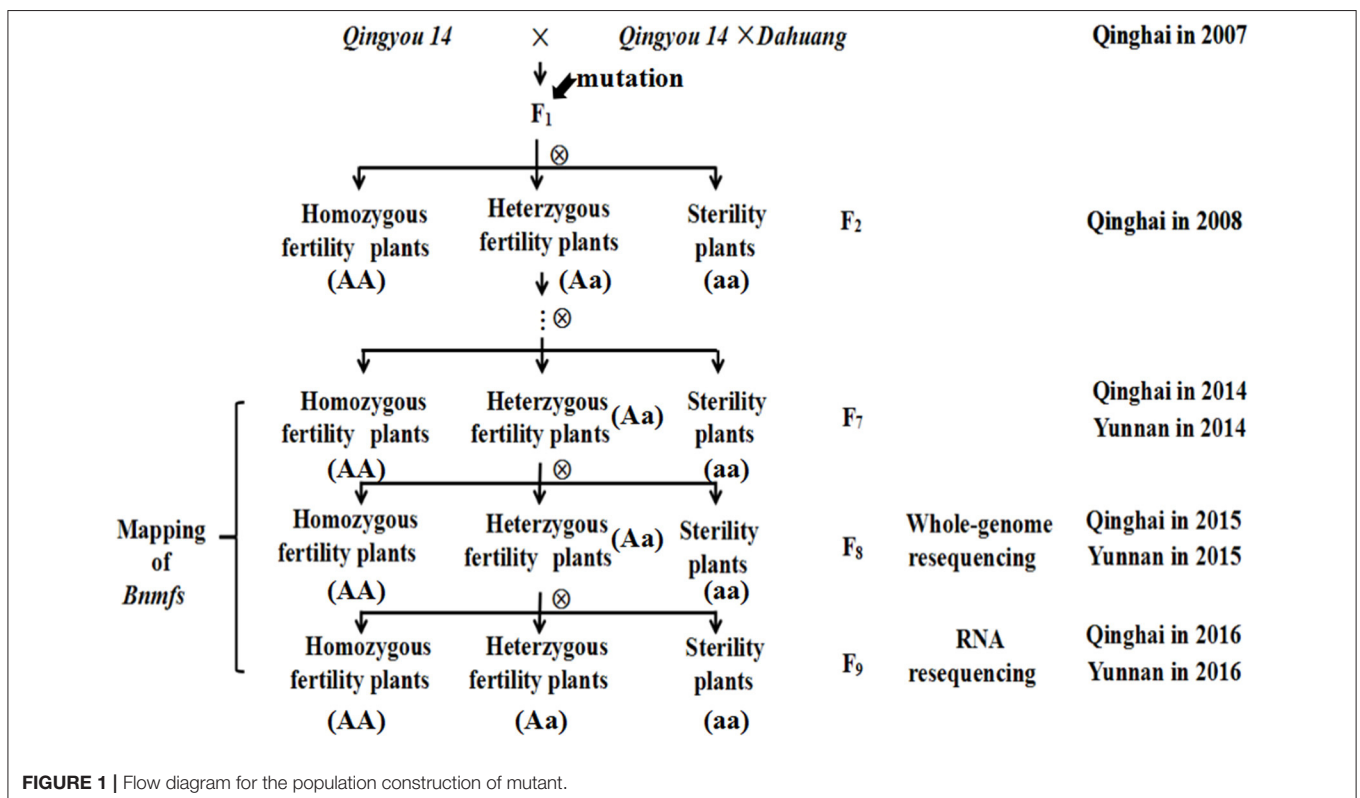 Qingyou 14 × Qingyou 14 ×Dahuang Qinghai in 2007
mutation
F1
⊗
Homozygous Heterzygous Sterility
fertility plants fertility plants plants F2 Qinghai in 2008
(AA) (Aa) (aa)
⋮ ⊗
Homozygous Heterzygous (Aa) Sterility Qinghai in 2014
fertility plants fertility plants plants F7 Yunnan in 2014
(AA) ⊗ (aa)
Mapping
of
Bnmfs
Homozygous Heterzygous (Aa) Sterility Whole-genome Qinghai in 2015
fertility plants fertility plants plants F8 resequencing Yunnan in 2015
(AA) ⊗ (aa)
Homozygous Heterzygous Sterility RNA Qinghai in 2016
fertility plants fertility plants plants F9 resequencing Yunnan in 2016
(AA) (Aa) (aa)
FIGURE 1 | Flow diagram for the population construction of mutant.